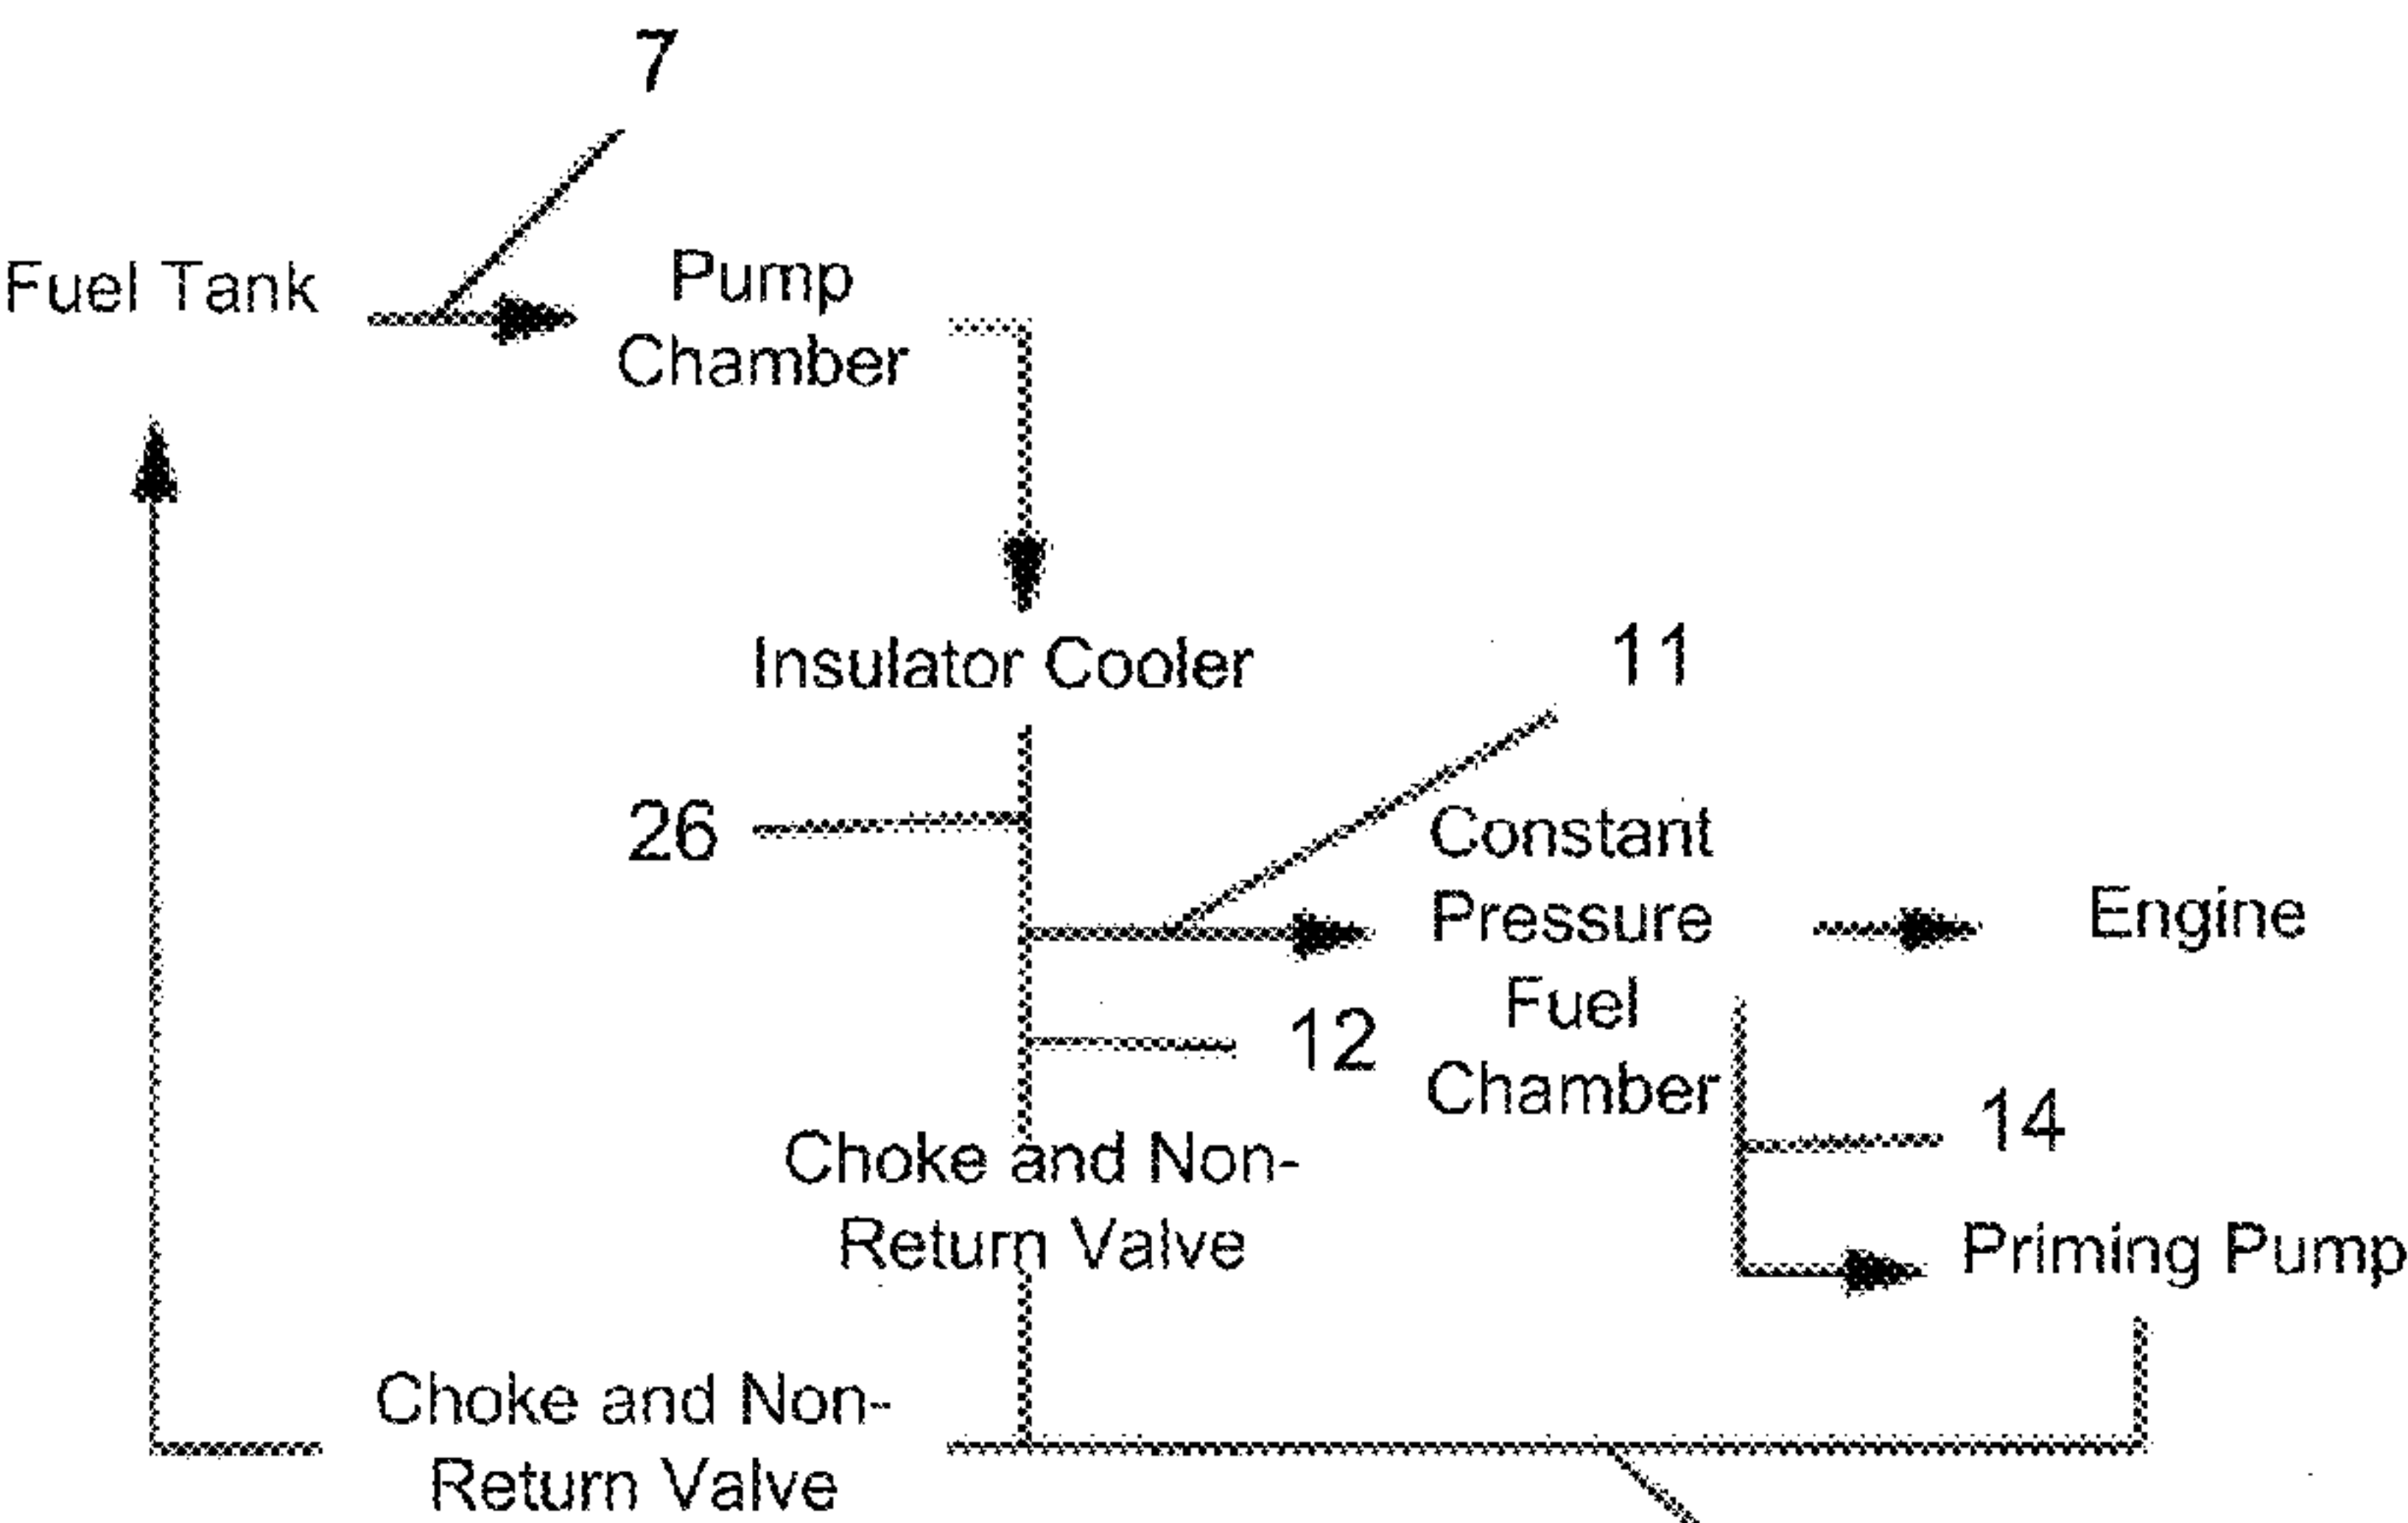 7
Fuel Tank
Pump
Chamber
Insulator Cooler
11
26
Constant
Pressure
Fuel
Chamber
Engine
12
14
Choke and Non-
Return Valve
Priming Pump
Choke and Non-
Return Valve